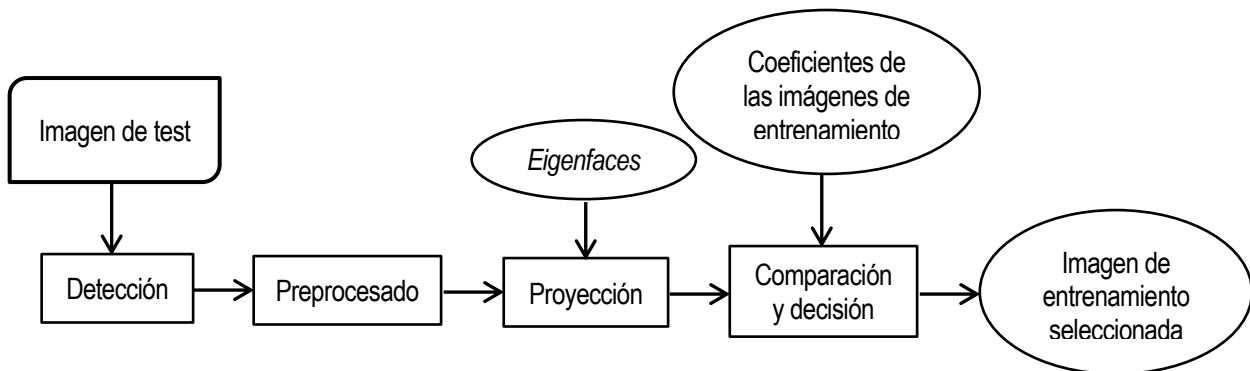 Imagen de test
Detección
Preprocesado
Eigenfaces
Proyección
Coeficientes de
las imágenes de
entrenamiento
Comparación
y decisión
Imagen de
entrenamiento
seleccionada